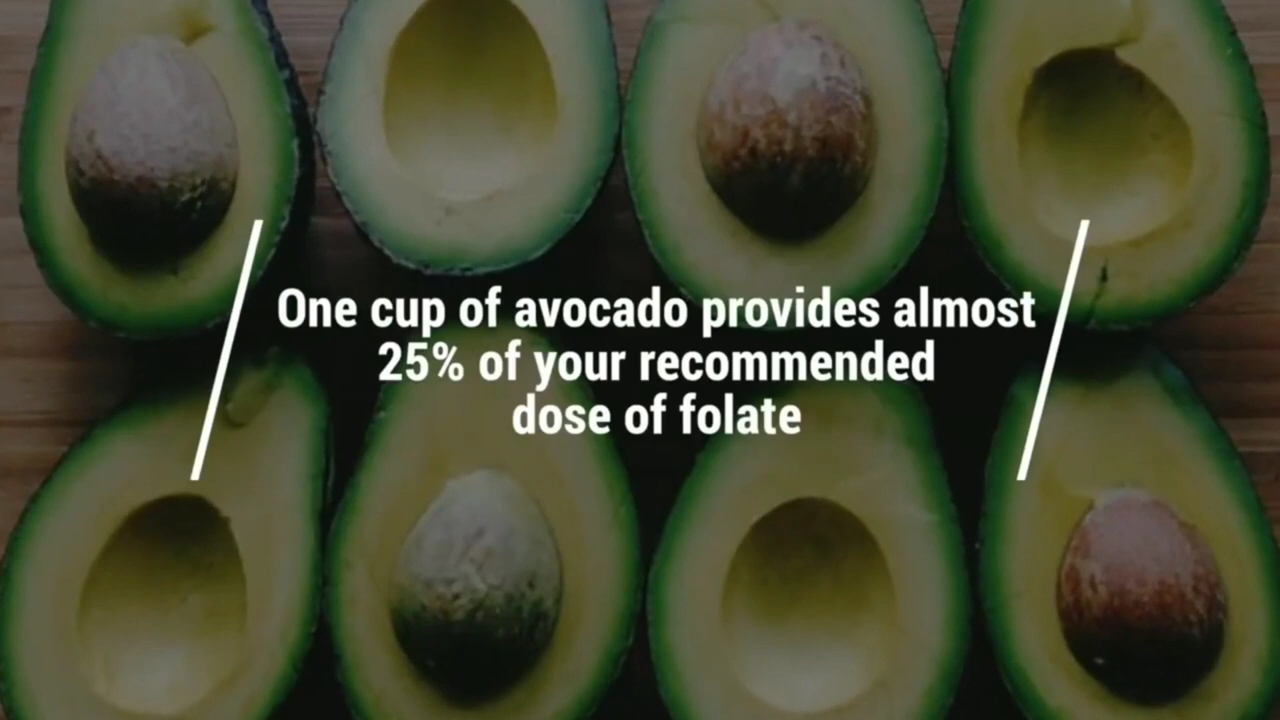 One cup of avocado provides almost
25% of your recommended
dose of folate